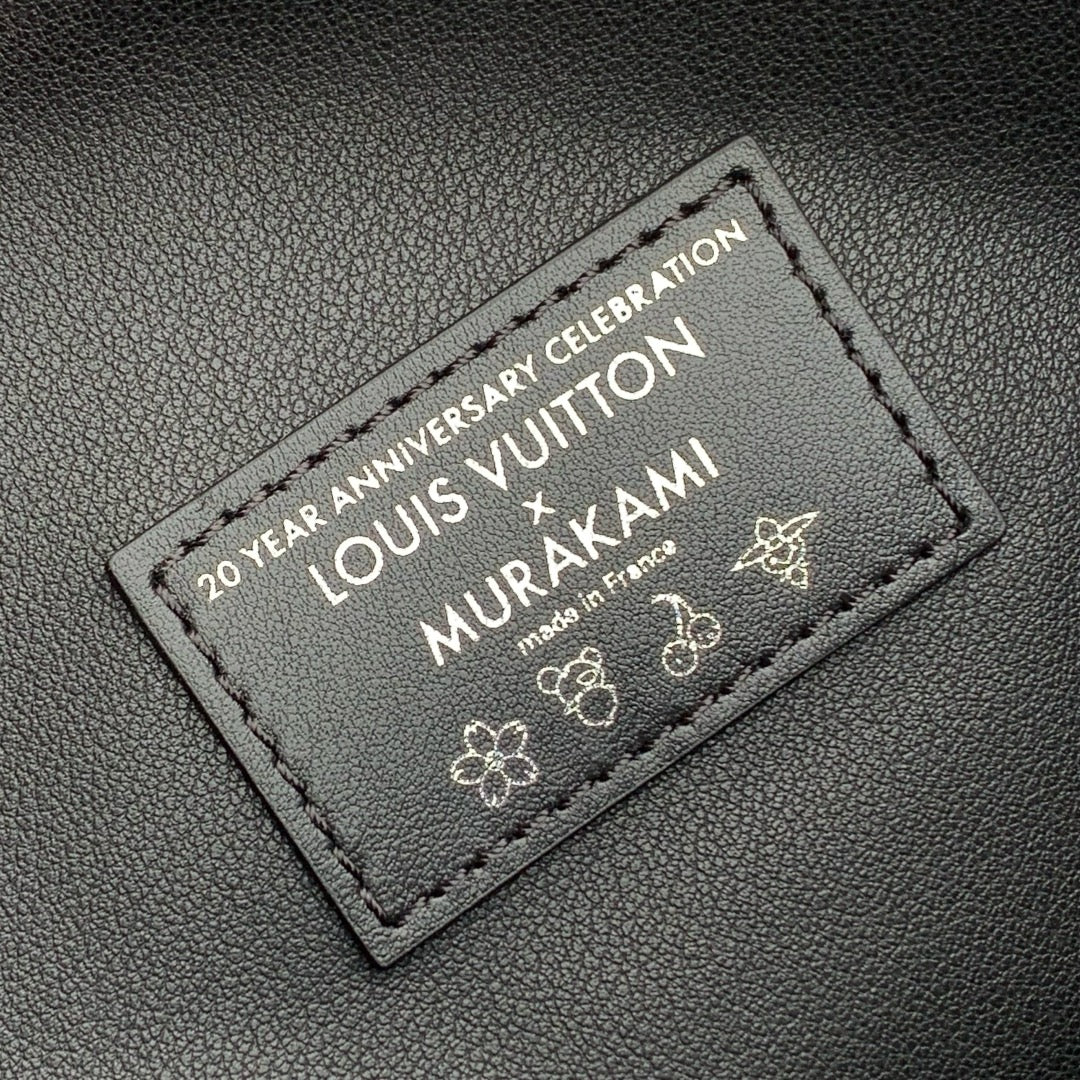 20 YEAR ANNIVERSARY CELEBRATION
LOUIS VUITTON
x
MURAKAMI
made in France